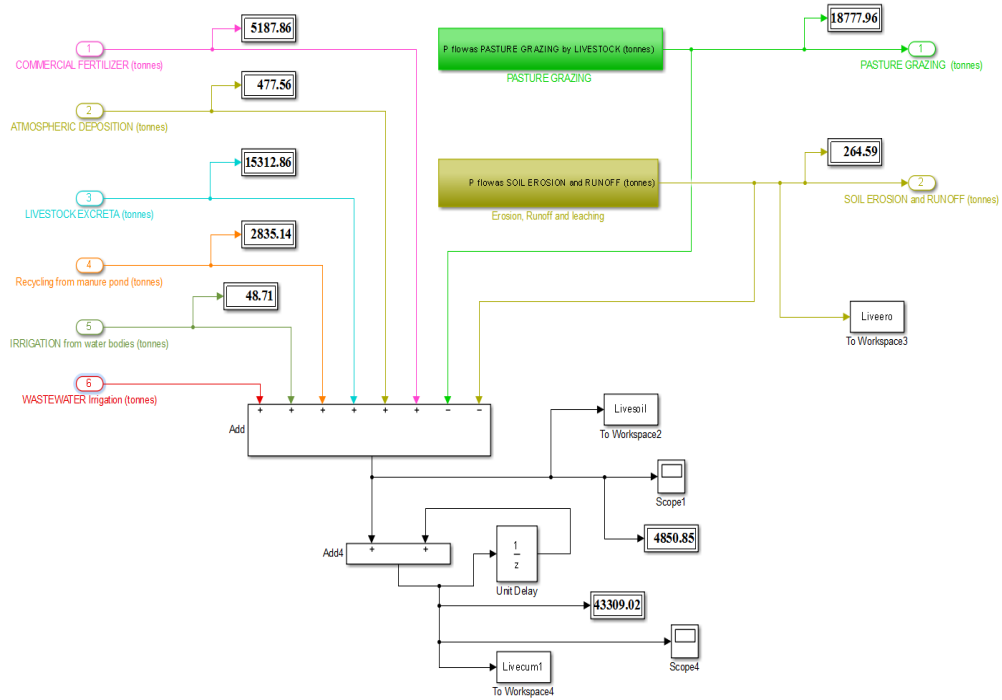 5187.86
1
COMMERCIAL FERTILIZER (tonnes)
477.56
2
ATMOSPHERIC DEPOSITION (tonnes)
15312.86
3
LIVESTOCK EXCRETA (tonnes)
2835.14
4
Recycling from manure pond (tonnes)
48.71
5
IRRIGATION from water bodies (tonnes)
6
WASTEWATER Irrigation (tonnes)
P flowas PASTURE GRAZING by LIVESTOCK (tonnes)
PASTURE GRAZING
18777.96
1
PASTURE GRAZING (tonnes)
P flowas SOIL EROSION and RUNOFF (tonnes)
Erosion, Runoff and leaching
264.59
2
SOIL EROSION and RUNOFF (tonnes)
Liveero
To Workspace3
+ + + + + + − −
Add
Livesoil
To Workspace2
Scope1
4850.85
+ +
Add4
1
z
Unit Delay
43309.02
Scope4
Livecum1
To Workspace4